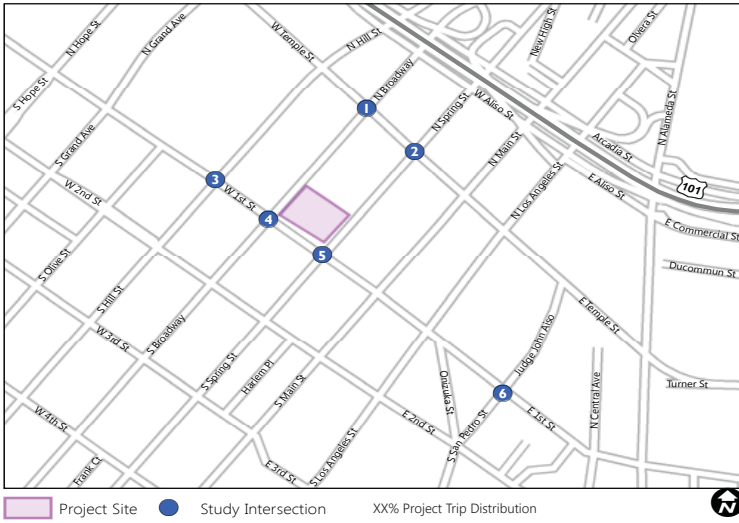 N Hope St
N Grand Ave
W Temple St
N Hill St
New High St
Olvera St
S Hope St
N Broadway
W Aliso St
N Spring St
N Alameda St
1
S Grand Ave
N Main St
Arcadia St
2
3
W 1st St
N Los Angeles St
E Aliso St
101
W 2nd St
4
E Commercial St
5
S Olive St
S Hill St
Ducommun St
E Temple St
W 3rd St
S Broadway
Judge John Aiso
S Spring St
Harlem Pl
S Main St
Onizuka St
N Central Ave
Turner St
6
W 4th St
E 2nd St
S San Pedro St
E 1st St
Frank Ct
E 3rd St
S Los Angeles St
Project Site
Study Intersection
XX% Project Trip Distribution
N